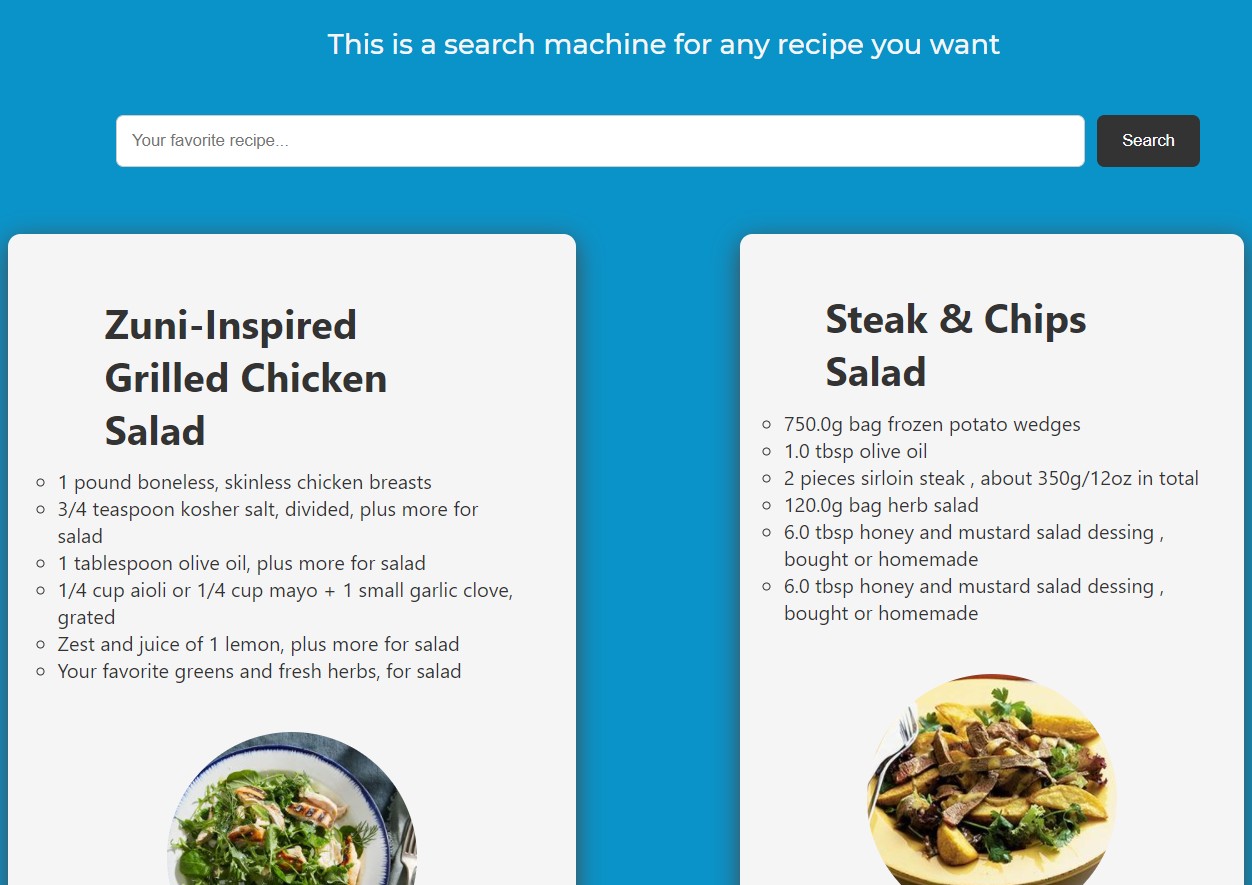 This is a search machine for any recipe you want
Your favorite recipe...
Search
Zuni-Inspired
Grilled Chicken
Salad
1 pound boneless, skinless chicken breasts
3/4 teaspoon kosher salt, divided, plus more for
salad
1 tablespoon olive oil, plus more for salad
1/4 cup aioli or 1/4 cup mayo + 1 small garlic clove,
grated
Zest and juice of 1 lemon, plus more for salad
Your favorite greens and fresh herbs, for salad
Steak & Chips
Salad
750.0g bag frozen potato wedges
1.0 tbsp olive oil
2 pieces sirloin steak , about 350g/12oz in total
120.0g bag herb salad
6.0 tbsp honey and mustard salad dessing ,
bought or homemade
6.0 tbsp honey and mustard salad dessing ,
bought or homemade